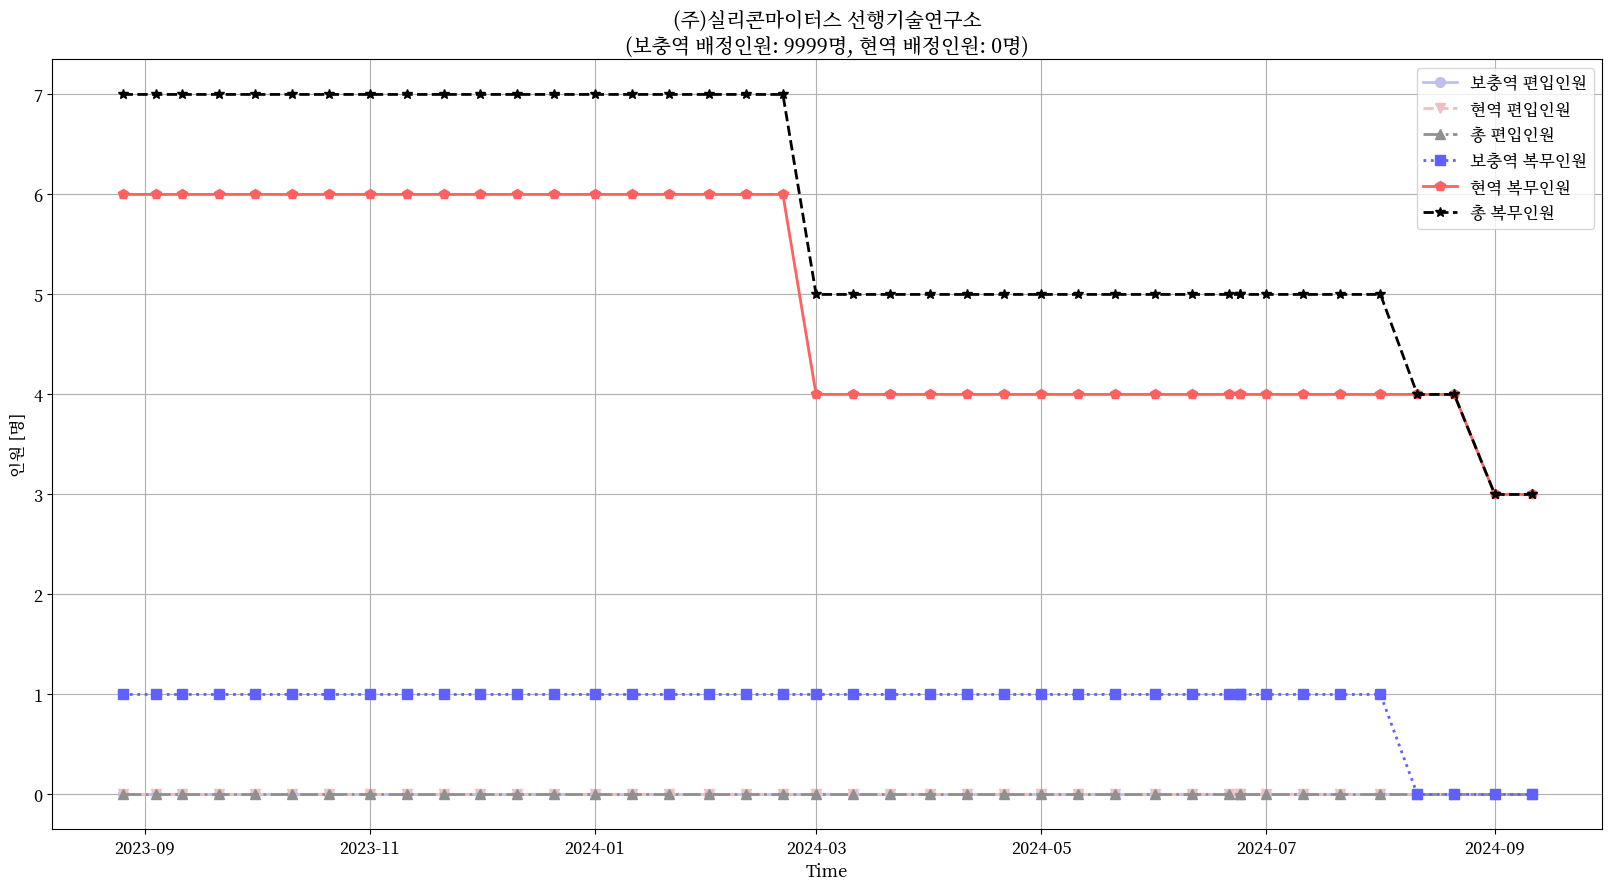 (주)실리콘마이터스 선행기술연구소
(보충역 배정인원: 9999명, 현역 배정인원: 0명)
보충역 편입인원
현역 편입인원
총 편입인원
보충역 복무인원
현역 복무인원
총 복무인원
인원 [명]
7
6
5
4
3
2
1
0
2023-09 2023-11 2024-01 2024-03 2024-05 2024-07 2024-09
Time